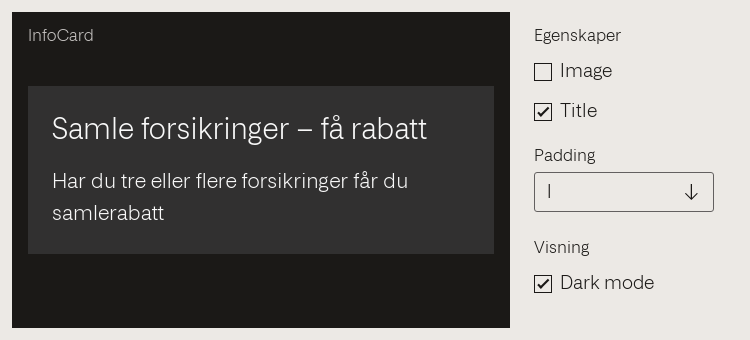 InfoCard
Samle forsikringer – få rabatt
Har du tre eller flere forsikringer får du
samlerabatt
Egenskaper
Image
Title
Padding
l
Visning
Dark mode